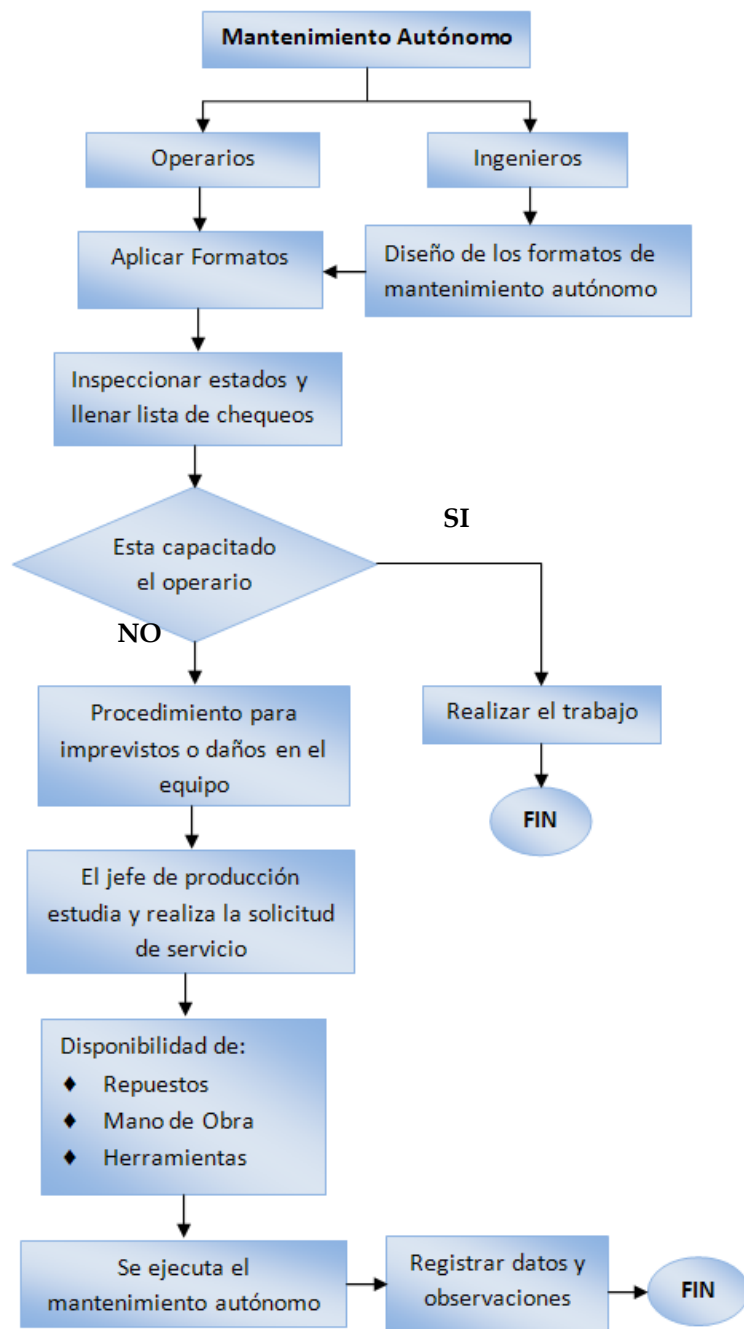 Mantenimiento Autónomo
Operarios
Ingenieros
Aplicar Formatos
Diseño de los formatos de
mantenimiento autónomo
Inspeccionar estados y
llenar lista de chequeos
SI
Esta capacitado
el operario
NO
Procedimiento para
imprevistos o daños en el
equipo
Realizar el trabajo
FIN
El jefe de producción
estudia y realiza la solicitud
de servicio
Disponibilidad de:
♦ Repuestos
♦ Mano de Obra
♦ Herramientas
Se ejecuta el
mantenimiento autónomo
Registrar datos y
observaciones
FIN